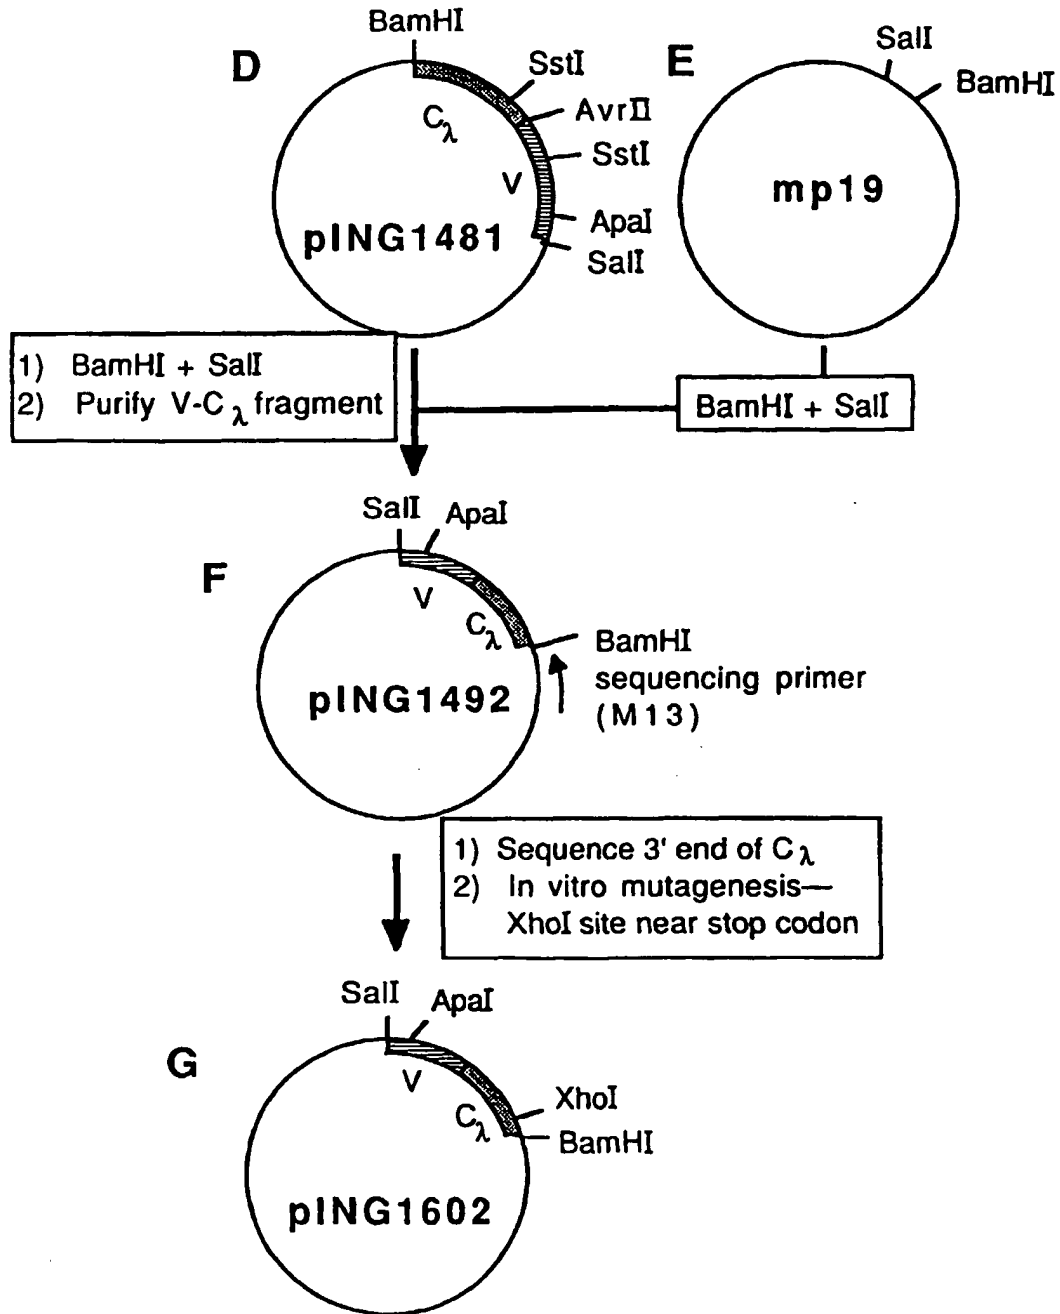 BamHI
D
SstI
AvrII
Cλ
SstI
V
ApaI
pING1481
SalI
E
SalI
BamHI
mp19
1) BamHI + SalI
2) Purify V-Cλ fragment
BamHI + SalI
SalI
ApaI
F
V
Cλ
BamHI
sequencing primer
(M13)
pING1492
1) Sequence 3' end of Cλ
2) In vitro mutagenesis—
XhoI site near stop codon
SalI
ApaI
G
V
Cλ
XhoI
BamHI
pING1602